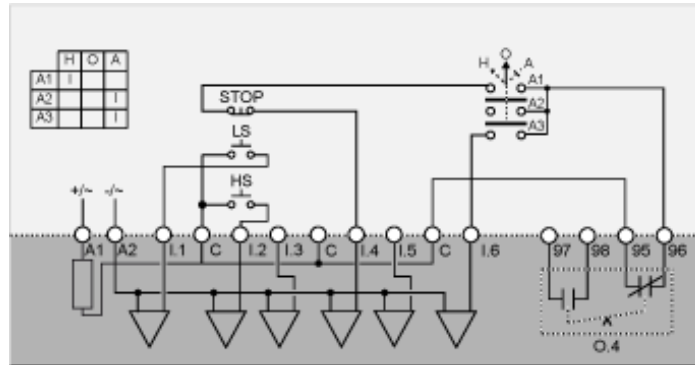 H O A
A1 I
A2 I
A3 I
O
H A
A1
A2
A3
STOP
LS
HS
+/~ -/~
A1 A2 I.1 C I.2 I.3 C I.4 I.5 C I.6 97 98 95 96
O.4